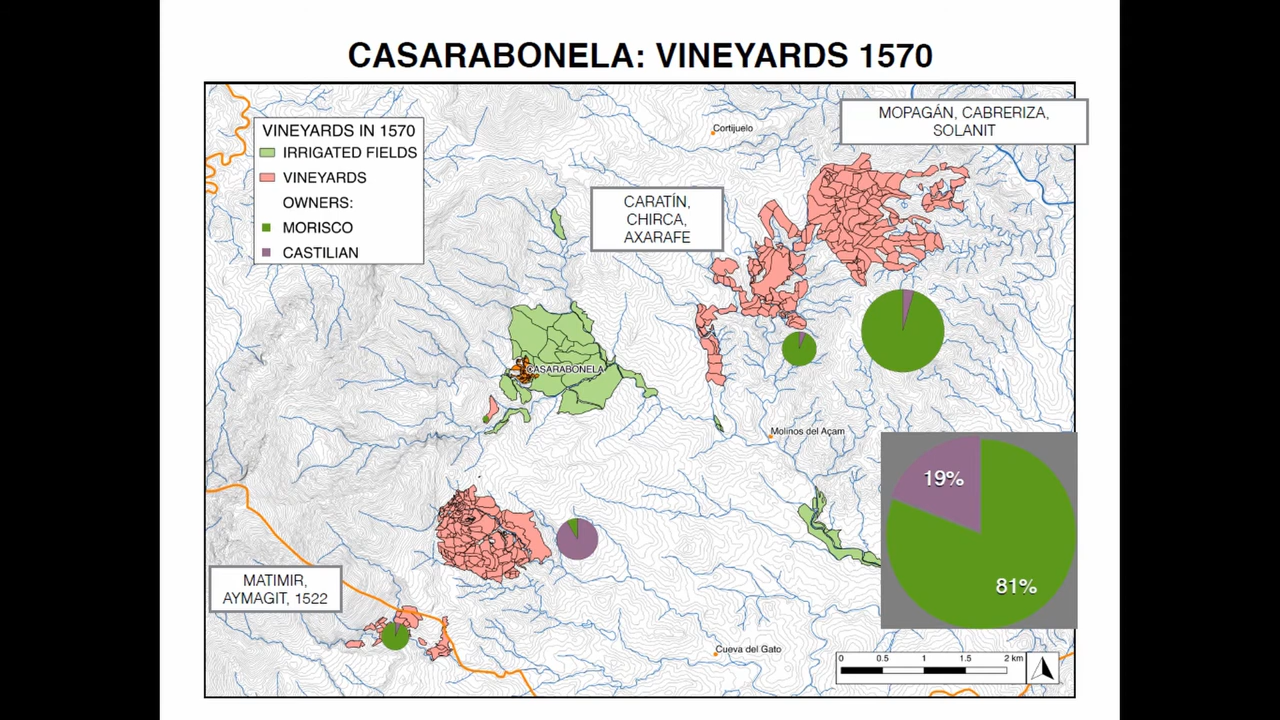 CASARABONELA: VINEYARDS 1570
MOPAGÁN, CABRERIZA,
SOLANIT
VINEYARDS IN 1570
IRRIGATED FIELDS
VINEYARDS
OWNERS:
MORISCO
CASTILIAN
Cortijuelo
CARATÍN,
CHIRCA,
AXARAFE
CASARABONELA
Molinos del Açam
19%
81%
MATIMIR,
AYMAGIT, 1522
Cueva del Gato
0 0.5 1 1.5 2 km